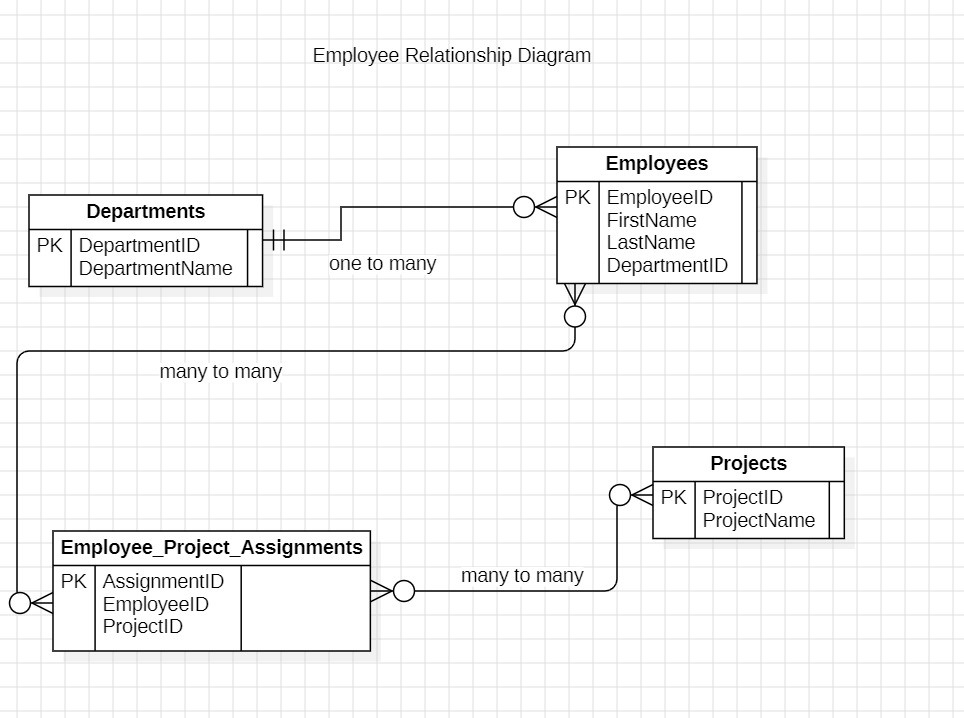 Employee Relationship Diagram
Employees
PK EmployeeID
FirstName
LastName
DepartmentID
Departments
PK DepartmentID
DepartmentName
one to many
many to many
Projects
PK ProjectID
ProjectName
Employee_Project_Assignments
PK AssignmentID
EmployeeID
ProjectID
many to many